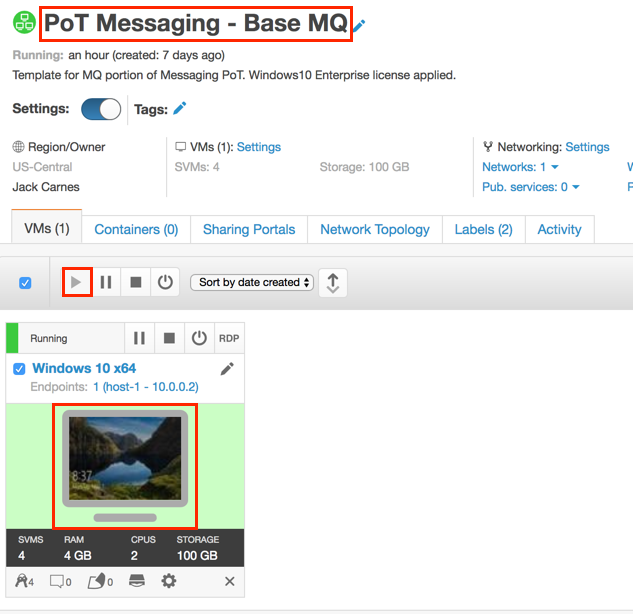 PoT Messaging - Base MQ
Running: an hour (created: 7 days ago)
Template for MQ portion of Messaging PoT. Windows10 Enterprise license applied.
Settings: Tags:
Region/Owner
US-Central
Jack Carnes
VMs (1): Settings
SVMs: 4 Storage: 100 GB
Networking: Settings
Networks: 1
Pub. services: 0
VMs (1) Containers (0) Sharing Portals Network Topology Labels (2) Activity
Sort by date created
Running RDP
Windows 10 x64
Endpoints: 1 (host-1 - 10.0.0.2)
8:37
SVMS RAM CPUS STORAGE
4 4 GB 2 100 GB
4 0 0